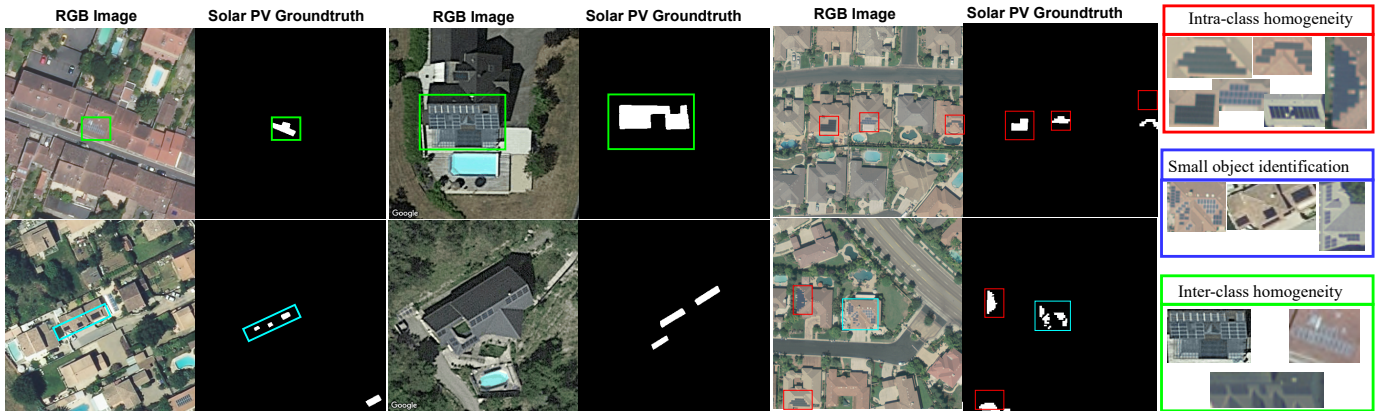 RGB Image
Solar PV Groundtruth
RGB Image
Solar PV Groundtruth
RGB Image
Solar PV Groundtruth
Intra-class homogeneity
Small object identification
Inter-class homogeneity
Google
Google